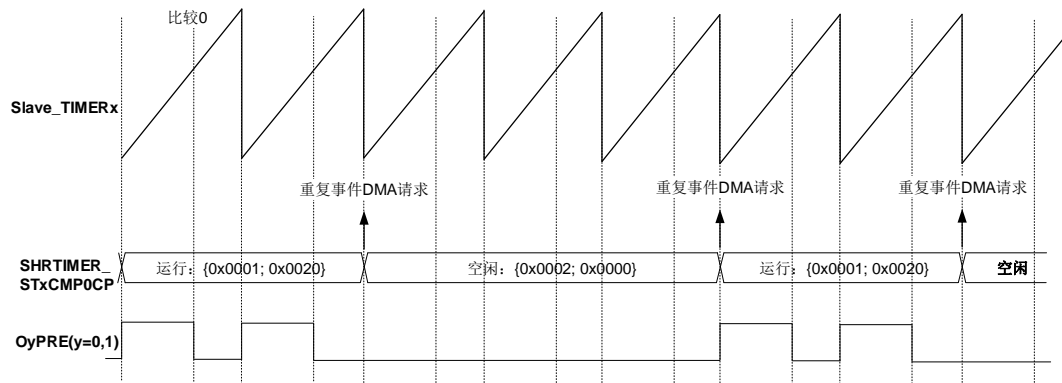 比较0
Slave_TIMERx
重复事件DMA请求
重复事件DMA请求
重复事件DMA请求
SHRTIMER_
STxCMP0CP
运行：{0x0001; 0x0020}
空闲：{0x0002; 0x0000}
运行：{0x0001; 0x0020}
空闲
OyPRE(y=0,1)